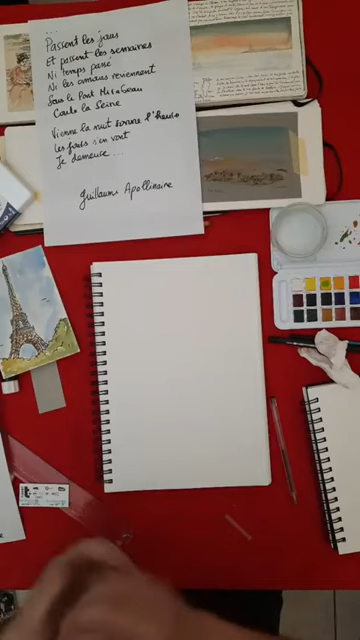 Passent les jours
Et passent les semaines
Ni temps passé
Ni les amours reviennent
Sous le Pont Mirabeau
Coule la Seine
Vienne la nuit sonne l'heure
Les jours s'en vont
Je demeure...
Guillaume Apollinaire